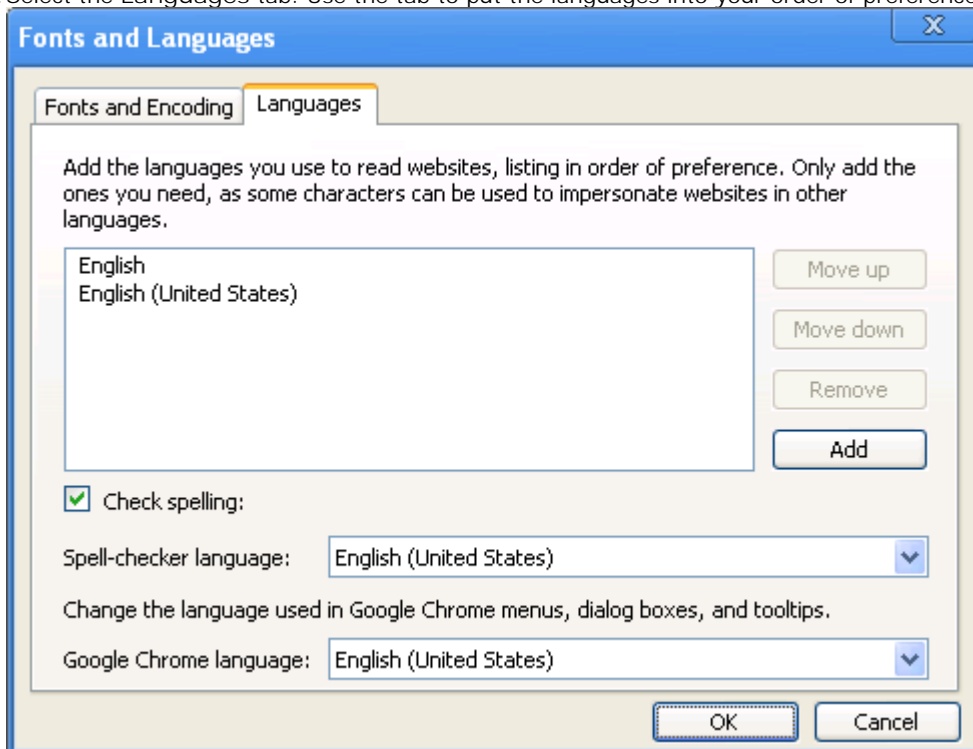 Select the Languages tab. Use the tab to put the languages into your order of preference
Fonts and Languages
X
Fonts and Encoding Languages
Add the languages you use to read websites, listing in order of preference. Only add the
ones you need, as some characters can be used to impersonate websites in other
languages.
English
English (United States)
Move up
Move down
Remove
Add
Check spelling:
Spell-checker language: English (United States)
Change the language used in Google Chrome menus, dialog boxes, and tooltips.
Google Chrome language: English (United States)
OK Cancel